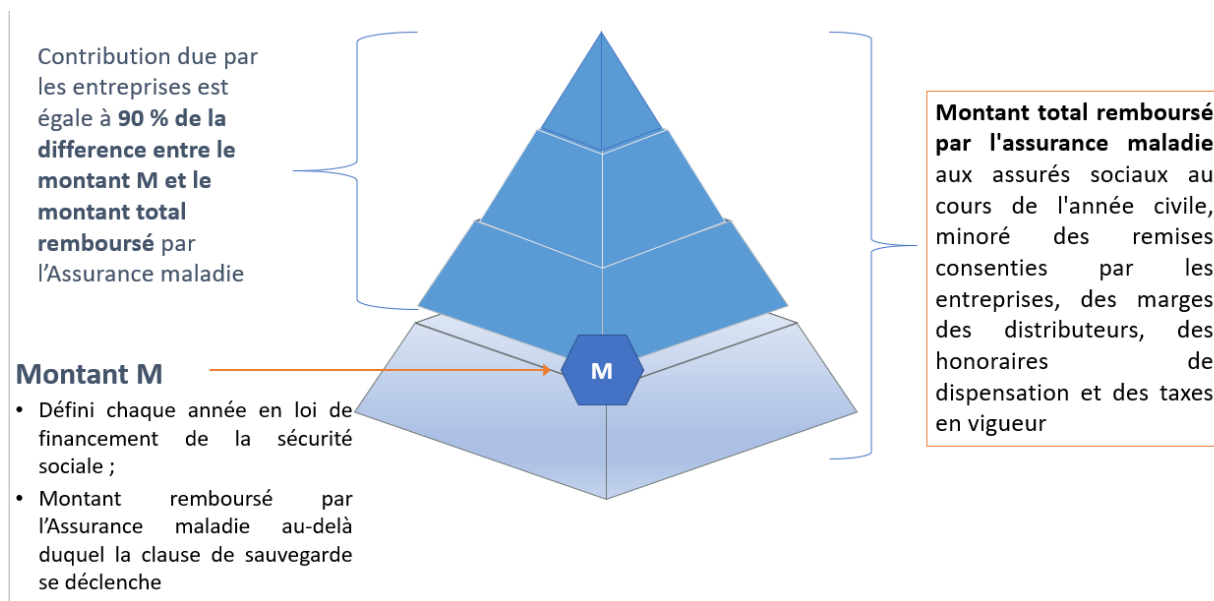 Contribution due par
les entreprises est
égale à 90 % de la
différence entre le
montant M et le
montant total
remboursé par
l’Assurance maladie
Montant M
• Défini chaque année en loi de
financement de la sécurité
sociale ;
• Montant remboursé par
l’Assurance maladie au-delà
duquel la clause de sauvegarde
se déclenche
M
Montant total remboursé
par l'assurance maladie
aux assurés sociaux au
cours de l'année civile,
minoré des remises
consenties par les
entreprises, des marges
des distributeurs, des
honoraires de
dispensation et des taxes
en vigueur